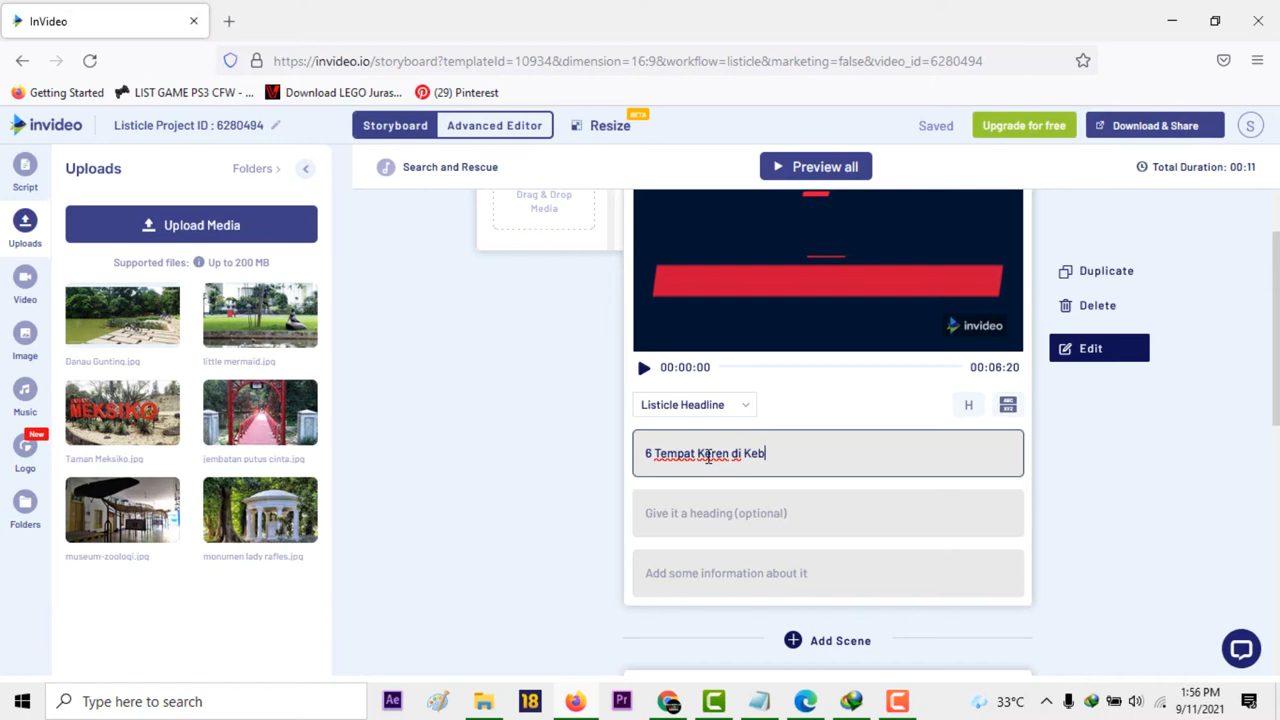 InVideo
https://invideo.io/storyboard?templateId=10934&dimension=16:9&workflow=listicle&marketing=false&video_id=6280494
Getting Started
LIST GAME PS3 CFW - ...
Download LEGO Juras...
(29) Pinterest
invideo
Listicle Project ID : 6280494
Storyboard
Advanced Editor
Resize
BETA
Saved
Upgrade for free
Download & Share
S
Script
Uploads
Video
Image
Music
New
Logo
Folders
Uploads
Folders >
Upload Media
Supported files: Up to 200 MB
Danau Gunting.jpg
little mermaid.jpg
MEKSIKO
Taman Meksiko.jpg
jembatan putus cinta.jpg
museum-zoologi.jpg
monumen lady rafles.jpg
Search and Rescue
Preview all
Total Duration: 00:11
Drag & Drop
Media
invideo
00:00:00
00:06:20
Listicle Headline
H
ABC
XYZ
6 Tempat Keren di Keb
Give it a heading (optional)
Add some information about it
Add Scene
Duplicate
Delete
Edit
Type here to search
Ae
18
Pr
33°C
1:56 PM
9/11/2021